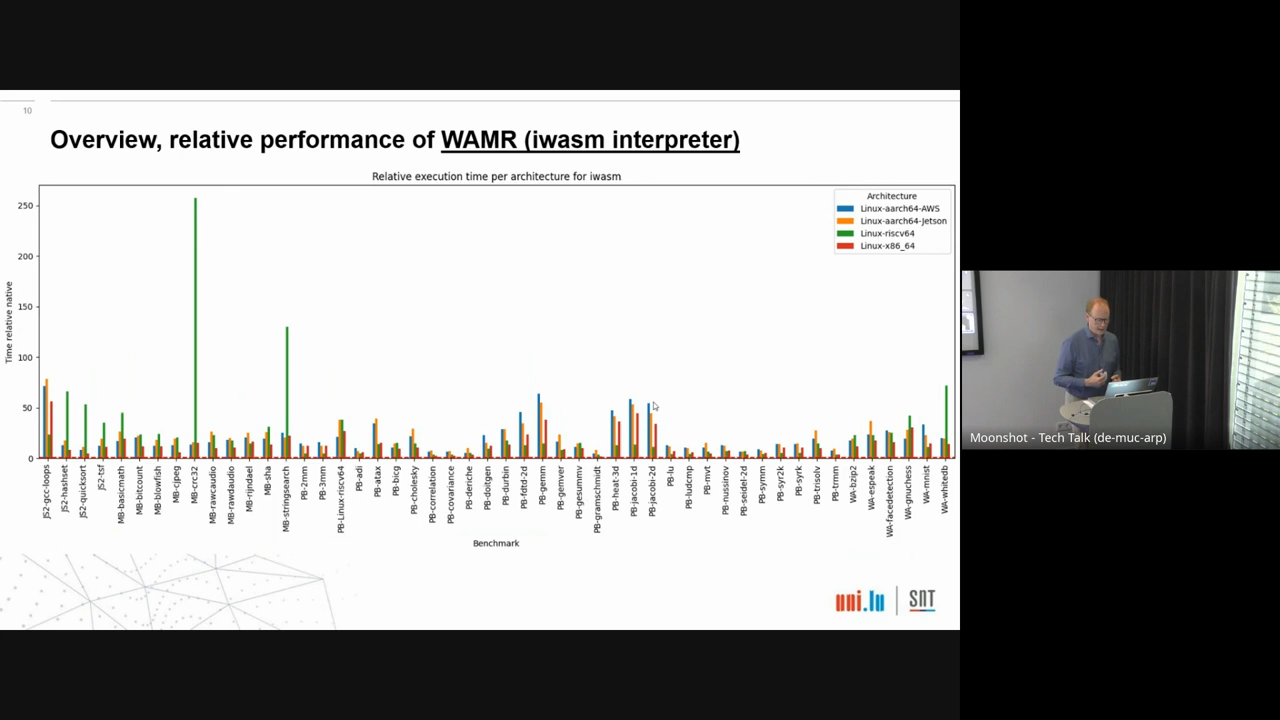 10
Overview, relative performance of WAMR (iwasm interpreter)
Relative execution time per architecture for iwasm
Architecture
Linux-aarch64-AWS
Linux-aarch64-Jetson
Linux-riscv64
Linux-x86_64
250
200
150
100
50
0
Time relative native
JS2-gcc-loops
JS2-hashset
JS2-quicksort
JS2-tsf
MB-basicmath
MB-bitcount
MB-blowfish
MB-cjpeg
MB-crc32
MB-rawcaudio
MB-rawdaudio
MB-rijndael
MB-sha
MB-stringsearch
PB-2mm
PB-3mm
PB-Linux-riscv64
PB-adi
PB-atax
PB-bicg
PB-cholesky
PB-correlation
PB-covariance
PB-deriche
PB-doitgen
PB-durbin
PB-fdtd-2d
PB-gemm
PB-gemver
PB-gesummv
PB-gramschmidt
PB-heat-3d
PB-jacobi-1d
PB-jacobi-2d
PB-lu
PB-ludcmp
PB-mvt
PB-nussinov
PB-seidel-2d
PB-symm
PB-syr2k
PB-syrk
PB-trisolv
PB-trmm
WA-bzip2
WA-espeak
WA-facedetection
WA-gnuchess
WA-mnist
WA-whitedb
Benchmark
uni.lu
SNT
Moonshot - Tech Talk (de-muc-arp)